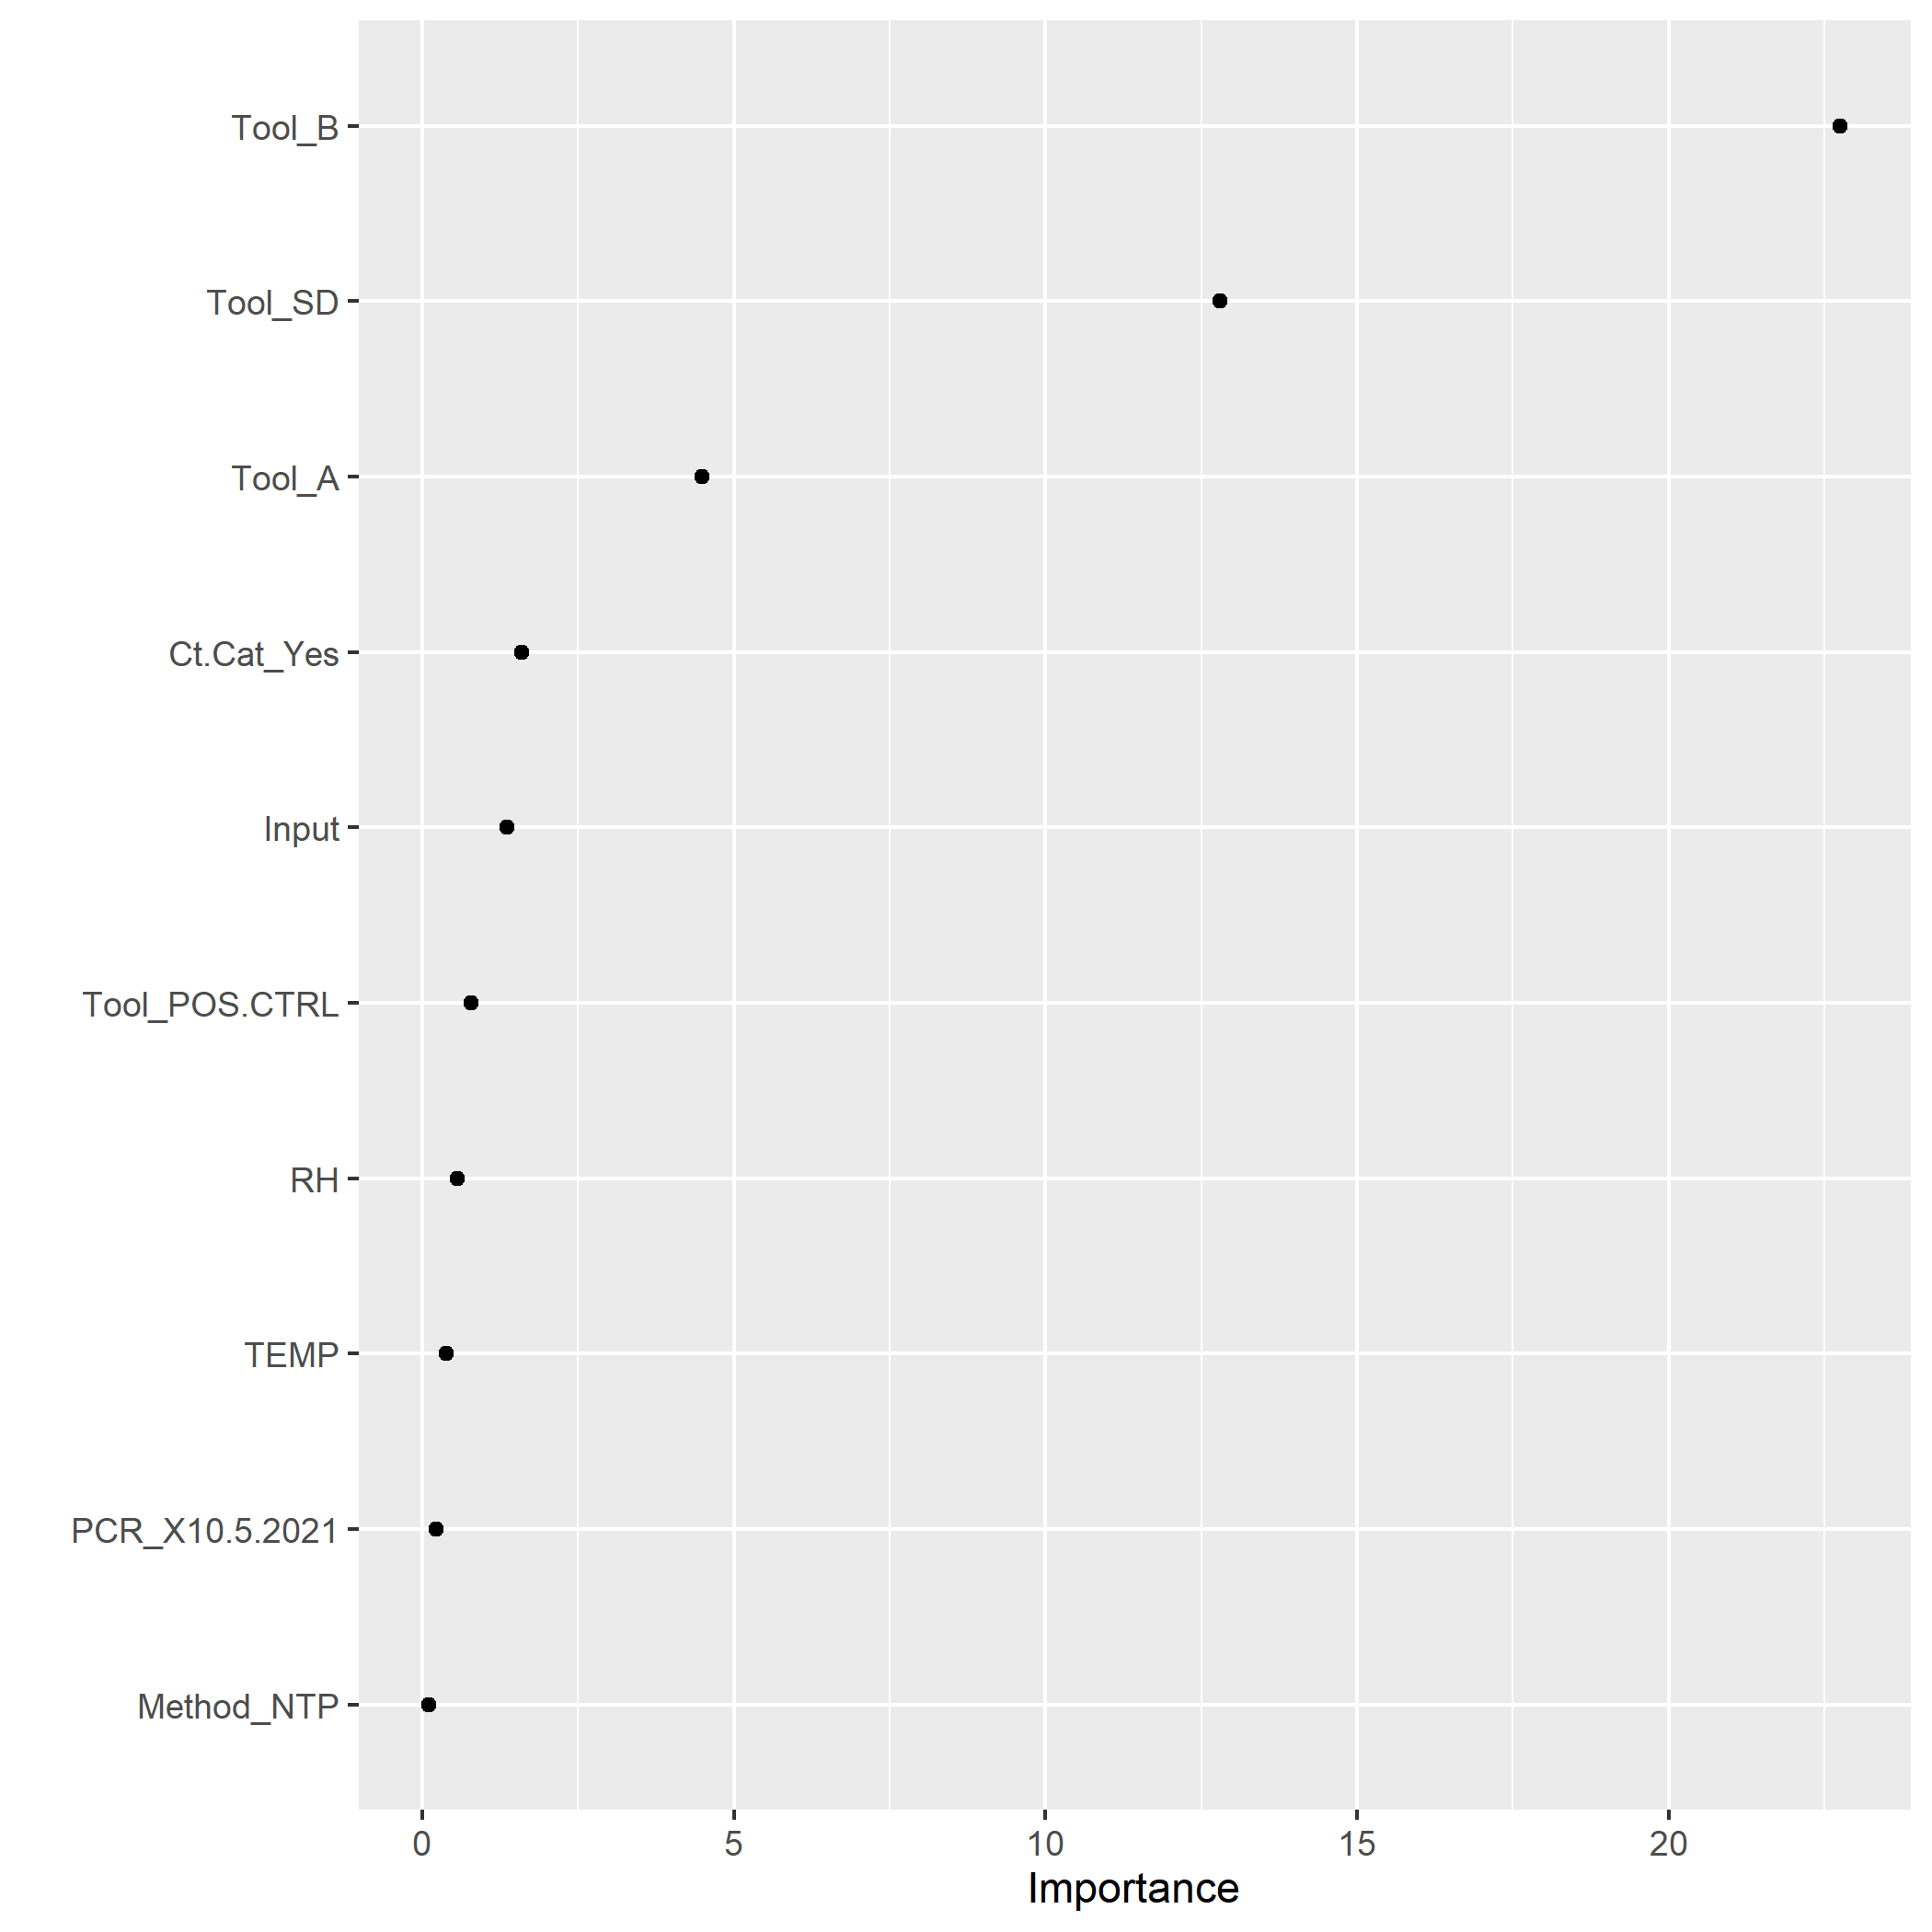 Tool_B
Tool_SD
Tool_A
Ct.Cat_Yes
Input
Tool_POS.CTRL
RH
TEMP
PCR_X10.5.2021
Method_NTP
0 5 10 15 20
Importance